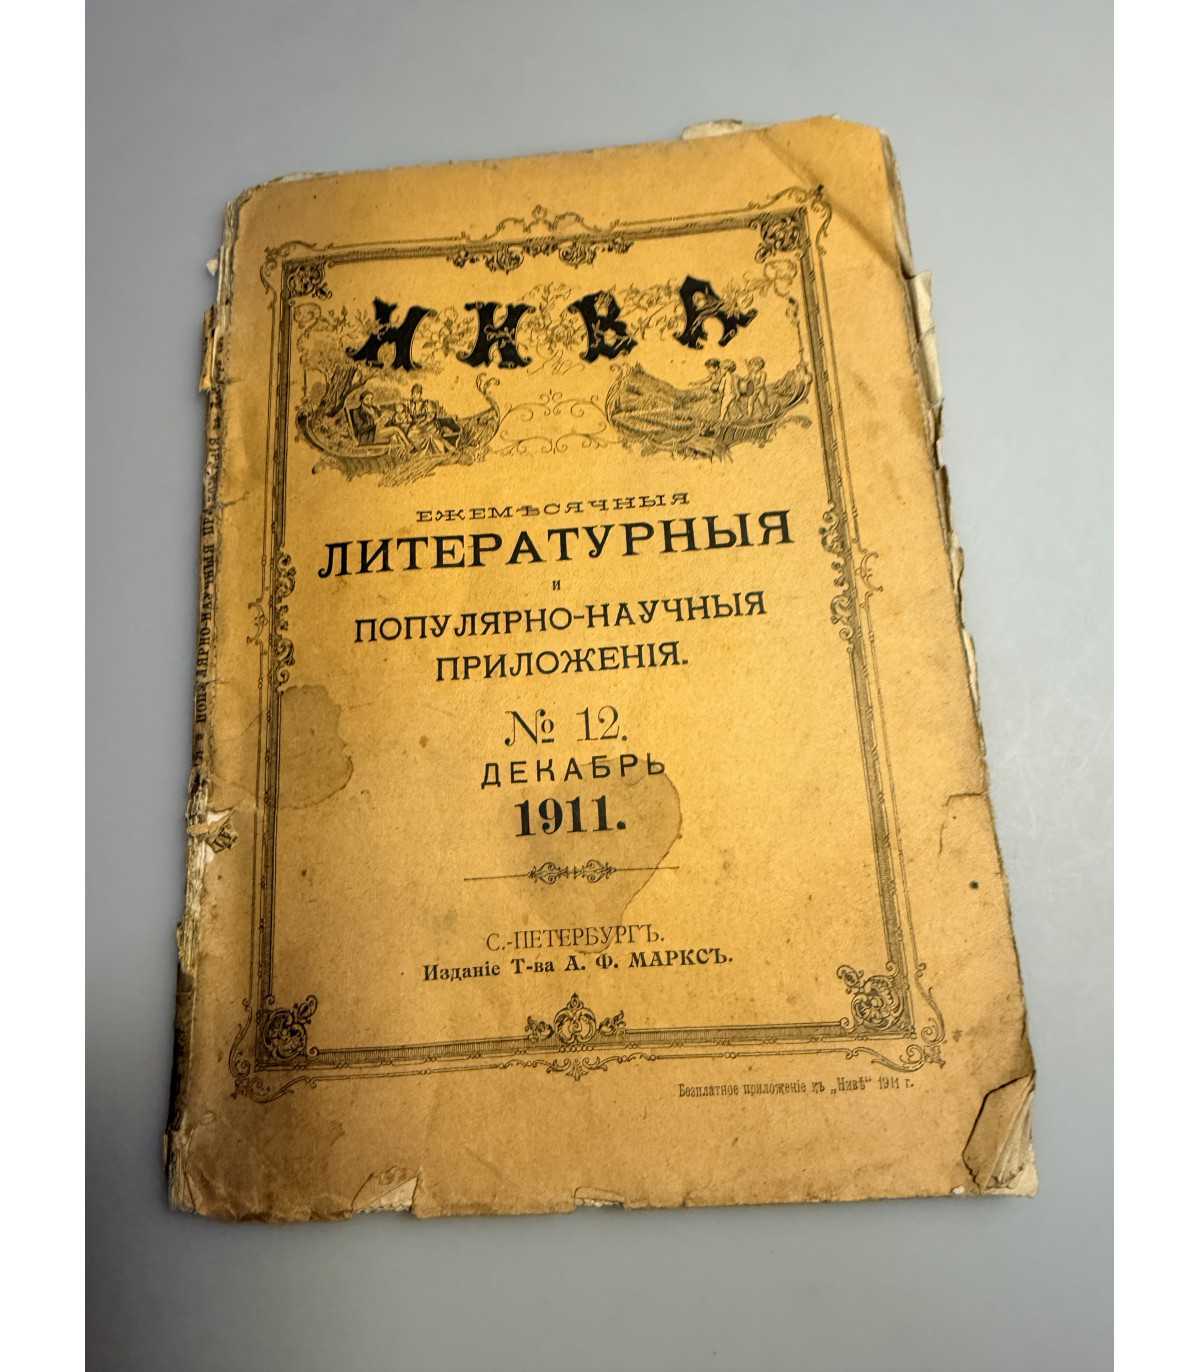 НИВА
ЕЖЕМѢСЯЧНЫЯ
ЛИТЕРАТУРНЫЯ
и
ПОПУЛЯРНО-НАУЧНЫЯ
ПРИЛОЖЕНІЯ.
№ 12.
ДЕКАБРЬ
1911.
С.-ПЕТЕРБУРГЪ.
Изданіе Т-ва А. Ф. МАРКСЪ.
Безплатное приложеніе къ „Нивѣ" 1911 г.